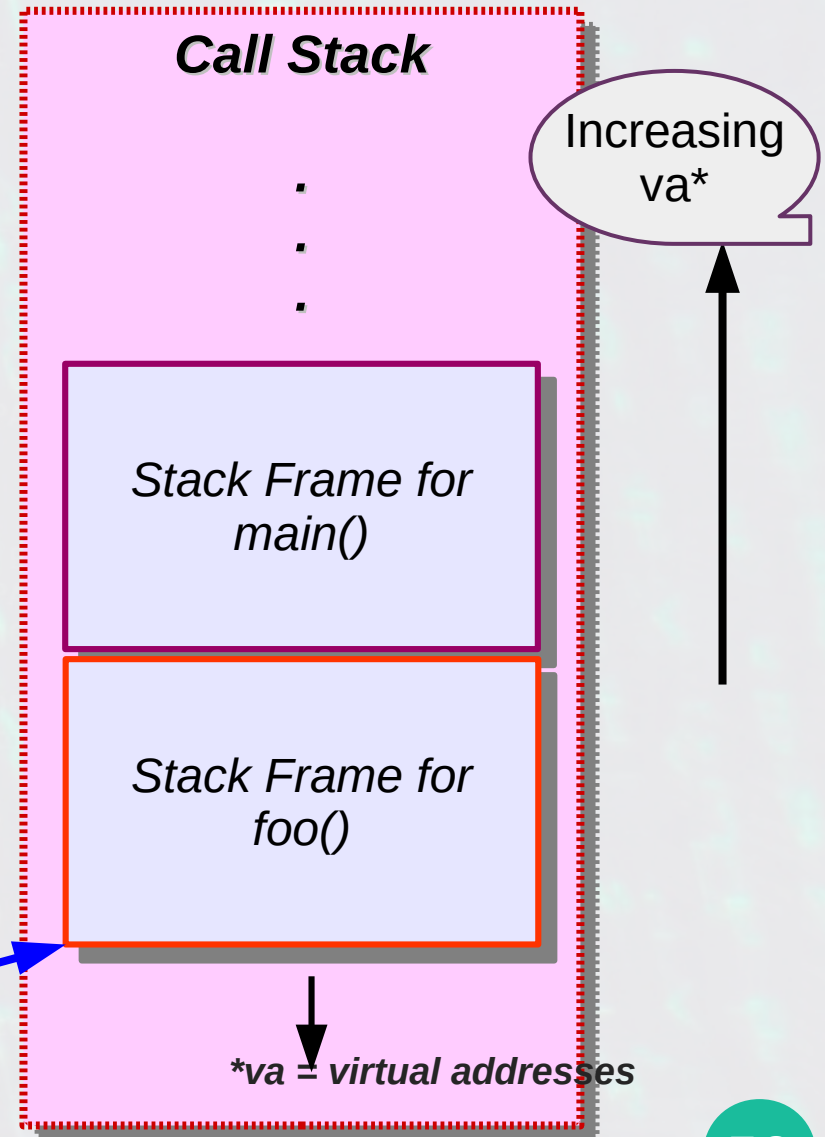 Call Stack
Increasing
va*
.
.
.
Stack Frame for
main()
Stack Frame for
foo()
*va = virtual addresses